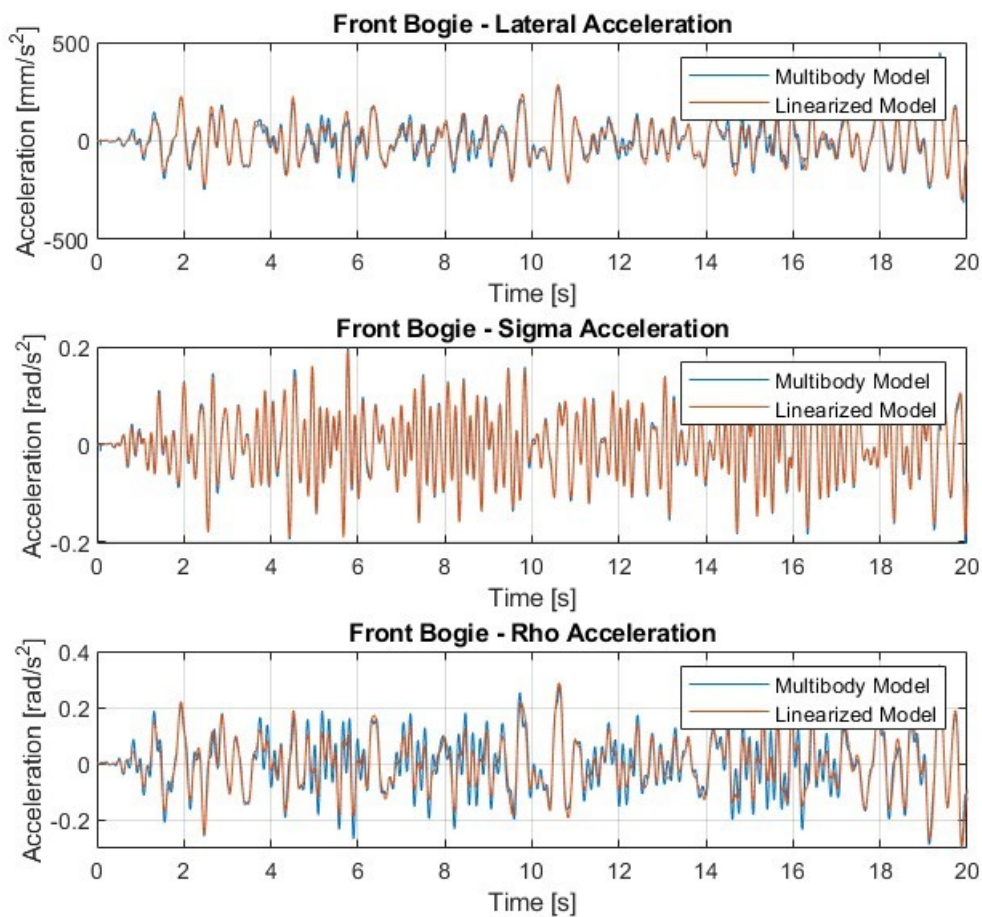 Front Bogie - Lateral Acceleration
Acceleration [mm/s²]
500
0
-500
Multibody Model
Linearized Model
0 2 4 6 8 10 12 14 16 18 20
Time [s]
Front Bogie - Sigma Acceleration
Acceleration [rad/s²]
0.2
0
-0.2
Multibody Model
Linearized Model
0 2 4 6 8 10 12 14 16 18 20
Time [s]
Front Bogie - Rho Acceleration
Acceleration [rad/s²]
0.4
0.2
0
-0.2
Multibody Model
Linearized Model
0 2 4 6 8 10 12 14 16 18 20
Time [s]